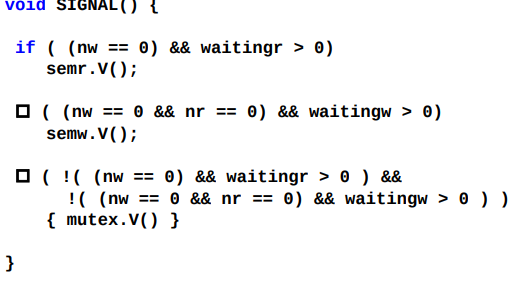 void SIGNAL() {
if ( (nw == 0) && waitingr > 0)
semr.V();
□ ( (nw == 0 && nr == 0) && waitingw > 0)
semw.V();
□ ( !( (nw == 0) && waitingr > 0 ) &&
!( (nw == 0 && nr == 0) && waitingw > 0 ) )
{ mutex.V() }
}